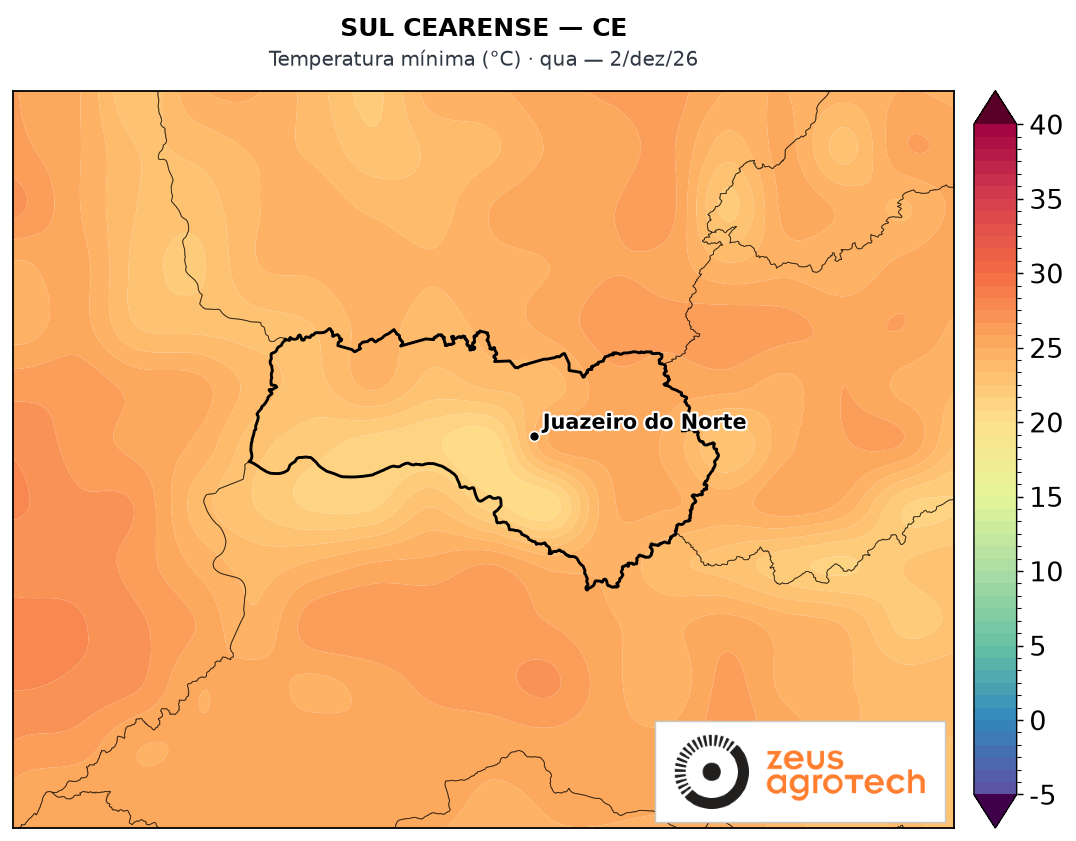 SUL CEARENSE — CE
Temperatura mínima (°C) · qua — 2/dez/26
40
35
30
25
20
15
10
5
0
-5
Juazeiro do Norte
zeus
agrotech